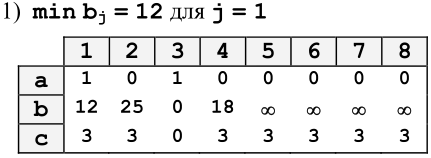 1) min bj = 12 для j = 1
1 2 3 4 5 6 7 8
a 1 0 1 0 0 0 0 0
b 12 25 0 18 ∞ ∞ ∞ ∞
c 3 3 0 3 3 3 3 3